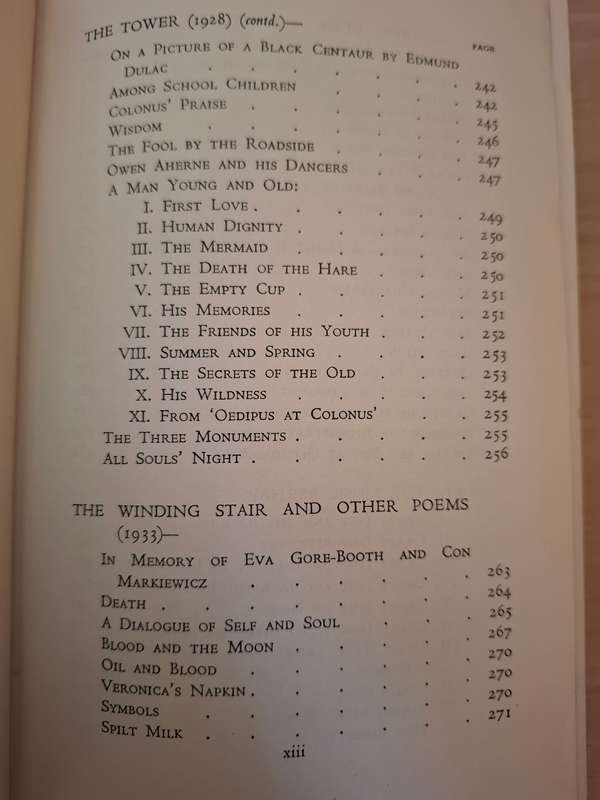 THE TOWER (1928) (contd.)—
PAGE
ON A PICTURE OF A BLACK CENTAUR BY EDMUND
DULAC . . . . . . 242
AMONG SCHOOL CHILDREN . . . . 242
COLONUS' PRAISE . . . . . 245
WISDOM . . . . . . 246
THE FOOL BY THE ROADSIDE . . . . 247
OWEN AHERNE AND HIS DANCERS . . . 247
A MAN YOUNG AND OLD:
I. FIRST LOVE . . . . . . 249
II. HUMAN DIGNITY . . . . . 250
III. THE MERMAID . . . . . 250
IV. THE DEATH OF THE HARE . . . 250
V. THE EMPTY CUP . . . . . 251
VI. HIS MEMORIES . . . . . 251
VII. THE FRIENDS OF HIS YOUTH . . . 252
VIII. SUMMER AND SPRING . . . . 253
IX. THE SECRETS OF THE OLD . . . 253
X. HIS WILDNESS . . . . . 254
XI. FROM 'OEDIPUS AT COLONUS' . . 255
THE THREE MONUMENTS . . . . . 255
ALL SOULS' NIGHT . . . . . . 256
THE WINDING STAIR AND OTHER POEMS
(1933)—
IN MEMORY OF EVA GORE-BOOTH AND CON
MARKIEWICZ . . . . . . 263
DEATH . . . . . . . . 264
A DIALOGUE OF SELF AND SOUL . . . 265
BLOOD AND THE MOON . . . . . 267
OIL AND BLOOD . . . . . . 270
VERONICA'S NAPKIN . . . . . . 270
SYMBOLS . . . . . . . 270
SPILT MILK . . . . . . . 271
xiii